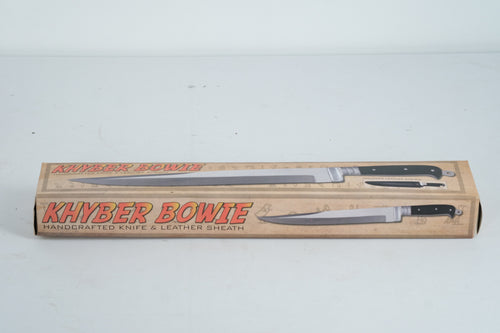 KHYBER BOWIE
KHYBER BOWIE
HANDCRAFTED KNIFE & LEATHER SHEATH